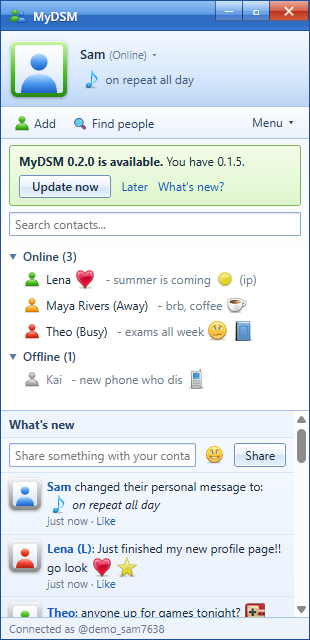 MyDSM
Sam (Online)
on repeat all day
Add Find people Menu
MyDSM 0.2.0 is available. You have 0.1.5.
Update now Later What's new?
Search contacts...
Online (3)
Lena - summer is coming (ip)
Maya Rivers (Away) - brb, coffee
Theo (Busy) - exams all week
Offline (1)
Kai - new phone who dis
What's new
Share something with your conta Share
Sam changed their personal message to:
on repeat all day
just now · Like
Lena (L): Just finished my new profile page!!
go look
just now · Like
Theo: anyone up for games tonight?
Connected as @demo_sam7638